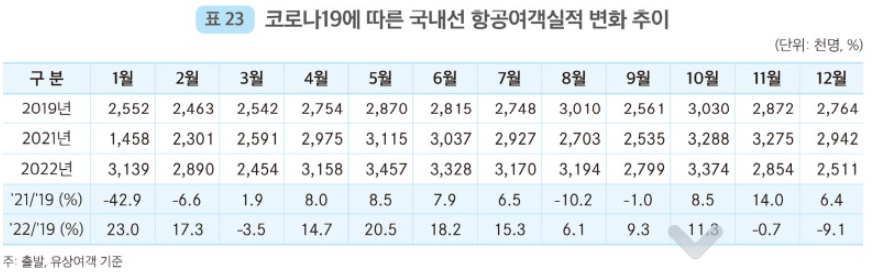 표 23 코로나19에 따른 국내선 항공여객실적 변화 추이
(단위: 천명, %)
구 분 1월 2월 3월 4월 5월 6월 7월 8월 9월 10월 11월 12월
2019년 2,552 2,463 2,542 2,754 2,870 2,815 2,748 3,010 2,561 3,030 2,872 2,764
2021년 1,458 2,301 2,591 2,975 3,115 3,037 2,927 2,703 2,535 3,288 3,275 2,942
2022년 3,139 2,890 2,454 3,158 3,457 3,328 3,170 3,194 2,799 3,374 2,854 2,511
'21/'19 (%) -42.9 -6.6 1.9 8.0 8.5 7.9 6.5 -10.2 -1.0 8.5 14.0 6.4
'22/'19 (%) 23.0 17.3 -3.5 14.7 20.5 18.2 15.3 6.1 9.3 11.3 -0.7 -9.1
주: 출발, 유상여객 기준